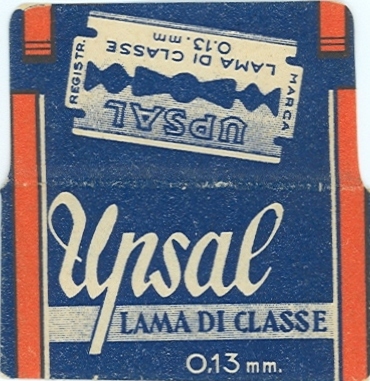 REGISTR.
MARCA
UPSAL
LAMA DI CLASSE
0.13. mm
Upsal
LAMA DI CLASSE
0,13 mm.